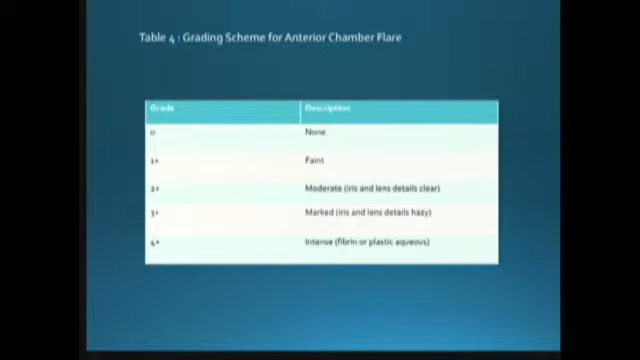 Table 4 : Grading Scheme for Anterior Chamber Flare
Grade Description
0 None
1+ Faint
2+ Moderate (iris and lens details clear)
3+ Marked (iris and lens details hazy)
4+ Intense (fibrin or plastic aqueous)